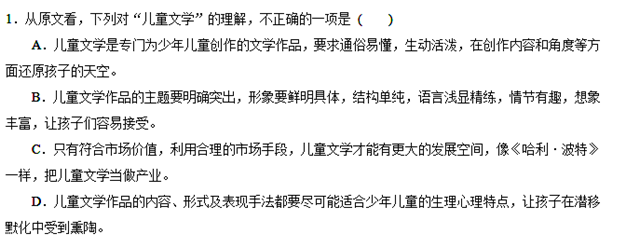 1．从原文看，下列对“儿童文学”的理解，不正确的一项是（　　）
A．儿童文学是专门为少年儿童创作的文学作品，要求通俗易懂，生动活泼，在创作内容和角度等方
面还原孩子的天空。
B．儿童文学作品的主题要明确突出，形象要鲜明具体，结构单纯，语言浅显精练，情节有趣，想象
丰富，让孩子们容易接受。
C．只有符合市场价值，利用合理的市场手段，儿童文学才能有更大的发展空间，像《哈利·波特》
一样，把儿童文学当做产业。
D．儿童文学作品的内容、形式及表现手法都要尽可能适合少年儿童的生理心理特点，让孩子在潜移
默化中受到熏陶。